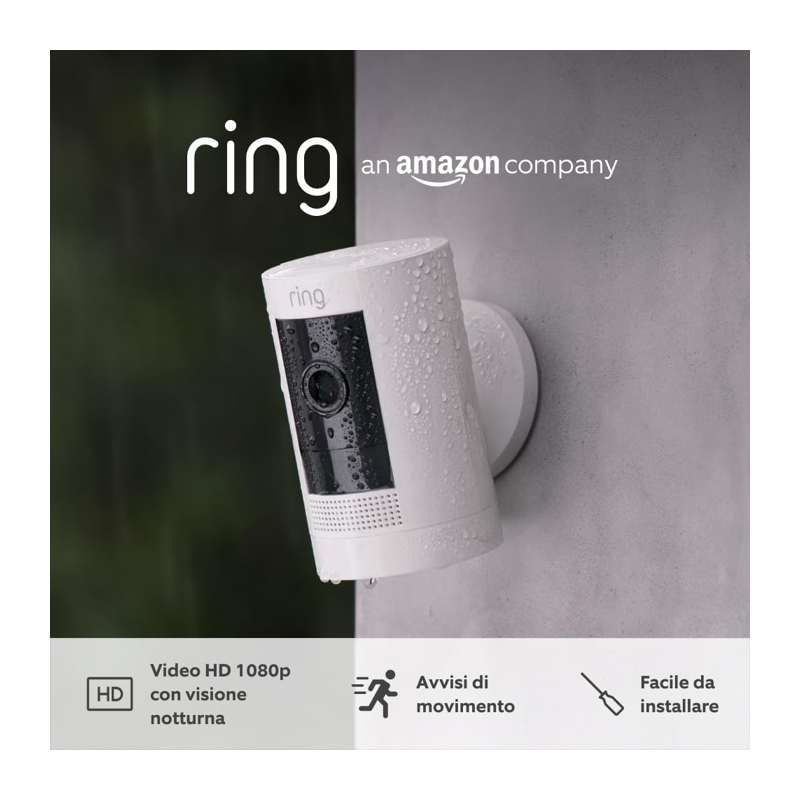 ring an amazon company
ring
HD
Video HD 1080p
con visione
notturna
Avvisi di
movimento
Facile da
installare